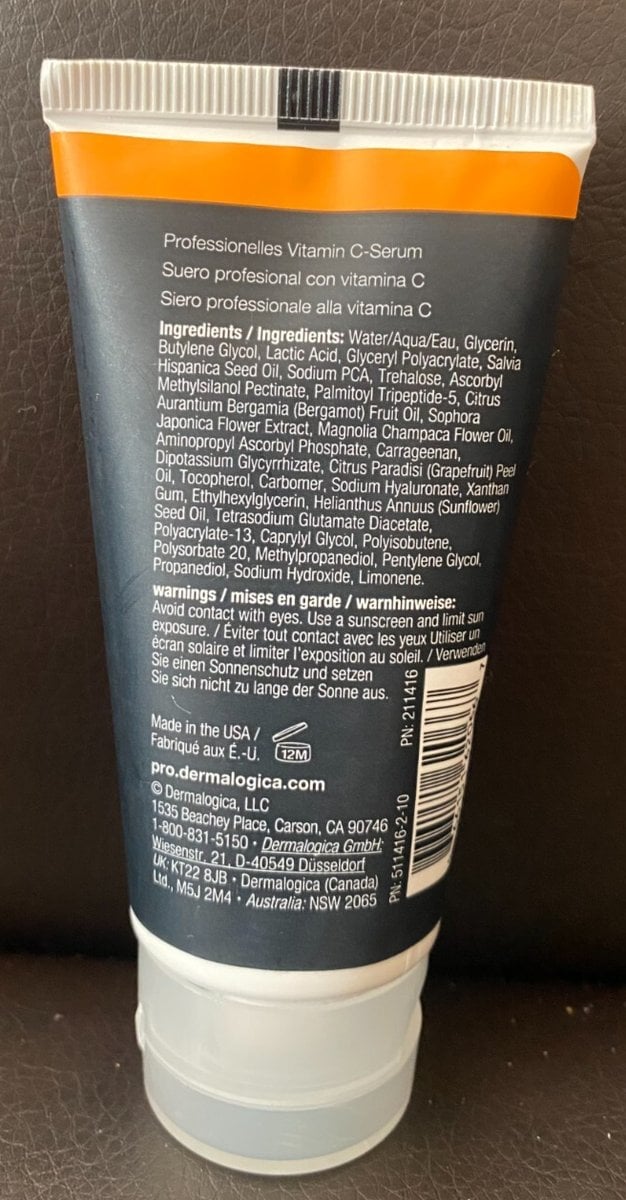 Professionelles Vitamin C-Serum
Suero profesional con vitamina C
Siero professionale alla vitamina C
Ingredients / Ingredients: Water/Aqua/Eau, Glycerin,
Butylene Glycol, Lactic Acid, Glyceryl Polyacrylate, Salvia
Hispanica Seed Oil, Sodium PCA, Trehalose, Ascorbyl
Methylsilanol Pectinate, Palmitoyl Tripeptide-5, Citrus
Aurantium Bergamia (Bergamot) Fruit Oil, Sophora
Japonica Flower Extract, Magnolia Champaca Flower Oil,
Aminopropyl Ascorbyl Phosphate, Carrageenan,
Dipotassium Glycyrrhizate, Citrus Paradisi (Grapefruit) Peel
Oil, Tocopherol, Carbomer, Sodium Hyaluronate, Xanthan
Gum, Ethylhexylglycerin, Helianthus Annuus (Sunflower)
Seed Oil, Tetrasodium Glutamate Diacetate,
Polyacrylate-13, Caprylyl Glycol, Polyisobutene,
Polysorbate 20, Methylpropanediol, Pentylene Glycol,
Propanediol, Sodium Hydroxide, Limonene.
warnings / mises en garde / warnhinweise:
Avoid contact with eyes. Use a sunscreen and limit sun
exposure. / Éviter tout contact avec les yeux Utiliser un
écran solaire et limiter l'exposition au soleil. / Verwenden
Sie einen Sonnenschutz und setzen
Sie sich nicht zu lange der Sonne aus.
Made in the USA /
Fabriqué aux É.-U.
12M
pro.dermalogica.com
© Dermalogica, LLC
1535 Beachey Place, Carson, CA 90746
1-800-831-5150 • Dermalogica GmbH:
Wiesenstr. 21, D-40549 Düsseldorf
UK: KT22 8JB • Dermalogica (Canada)
Ltd., M5J 2M4 • Australia: NSW 2065
PN: 211416
PN: 511416-2-10